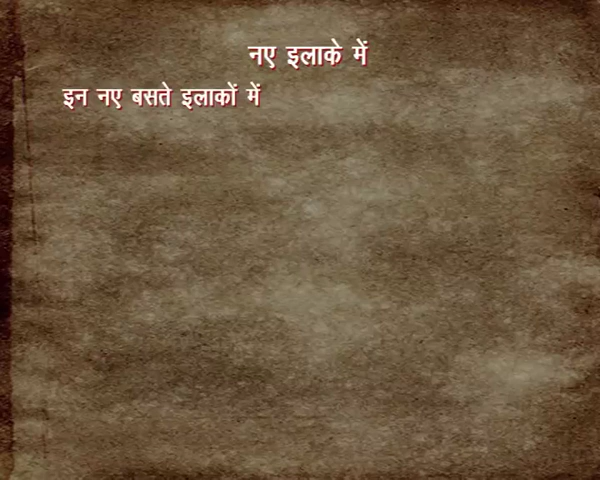 नए इलाके में
इन नए बसते इलाकों में